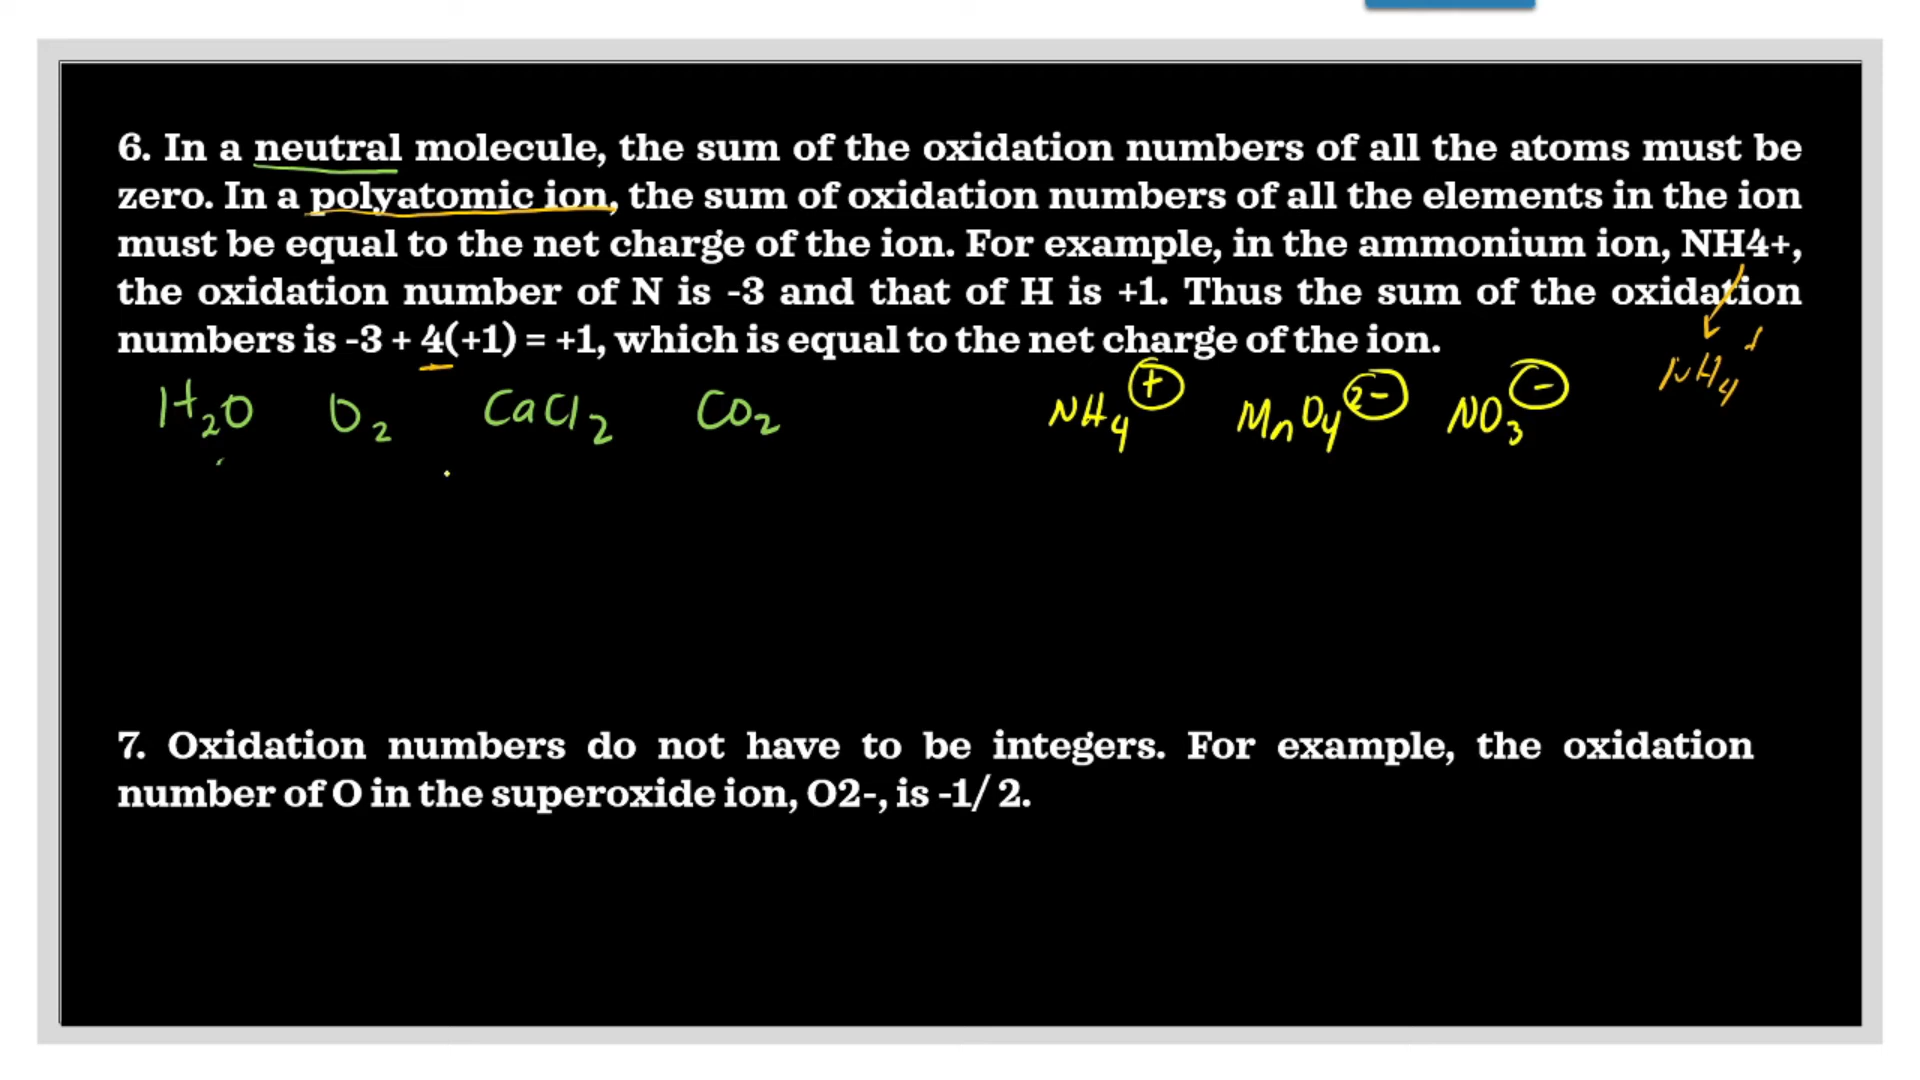 6. In a neutral molecule, the sum of the oxidation numbers of all the atoms must be
zero. In a polyatomic ion, the sum of oxidation numbers of all the elements in the ion
must be equal to the net charge of the ion. For example, in the ammonium ion, NH4+,
the oxidation number of N is -3 and that of H is +1. Thus the sum of the oxidation
numbers is -3 + 4(+1) = +1, which is equal to the net charge of the ion.
H₂O O₂ CaCl₂ CO₂ NH₄⁺ MnO₄²⁻ NO₃⁻ NH₄⁺
7. Oxidation numbers do not have to be integers. For example, the oxidation
number of O in the superoxide ion, O2-, is -1/ 2.